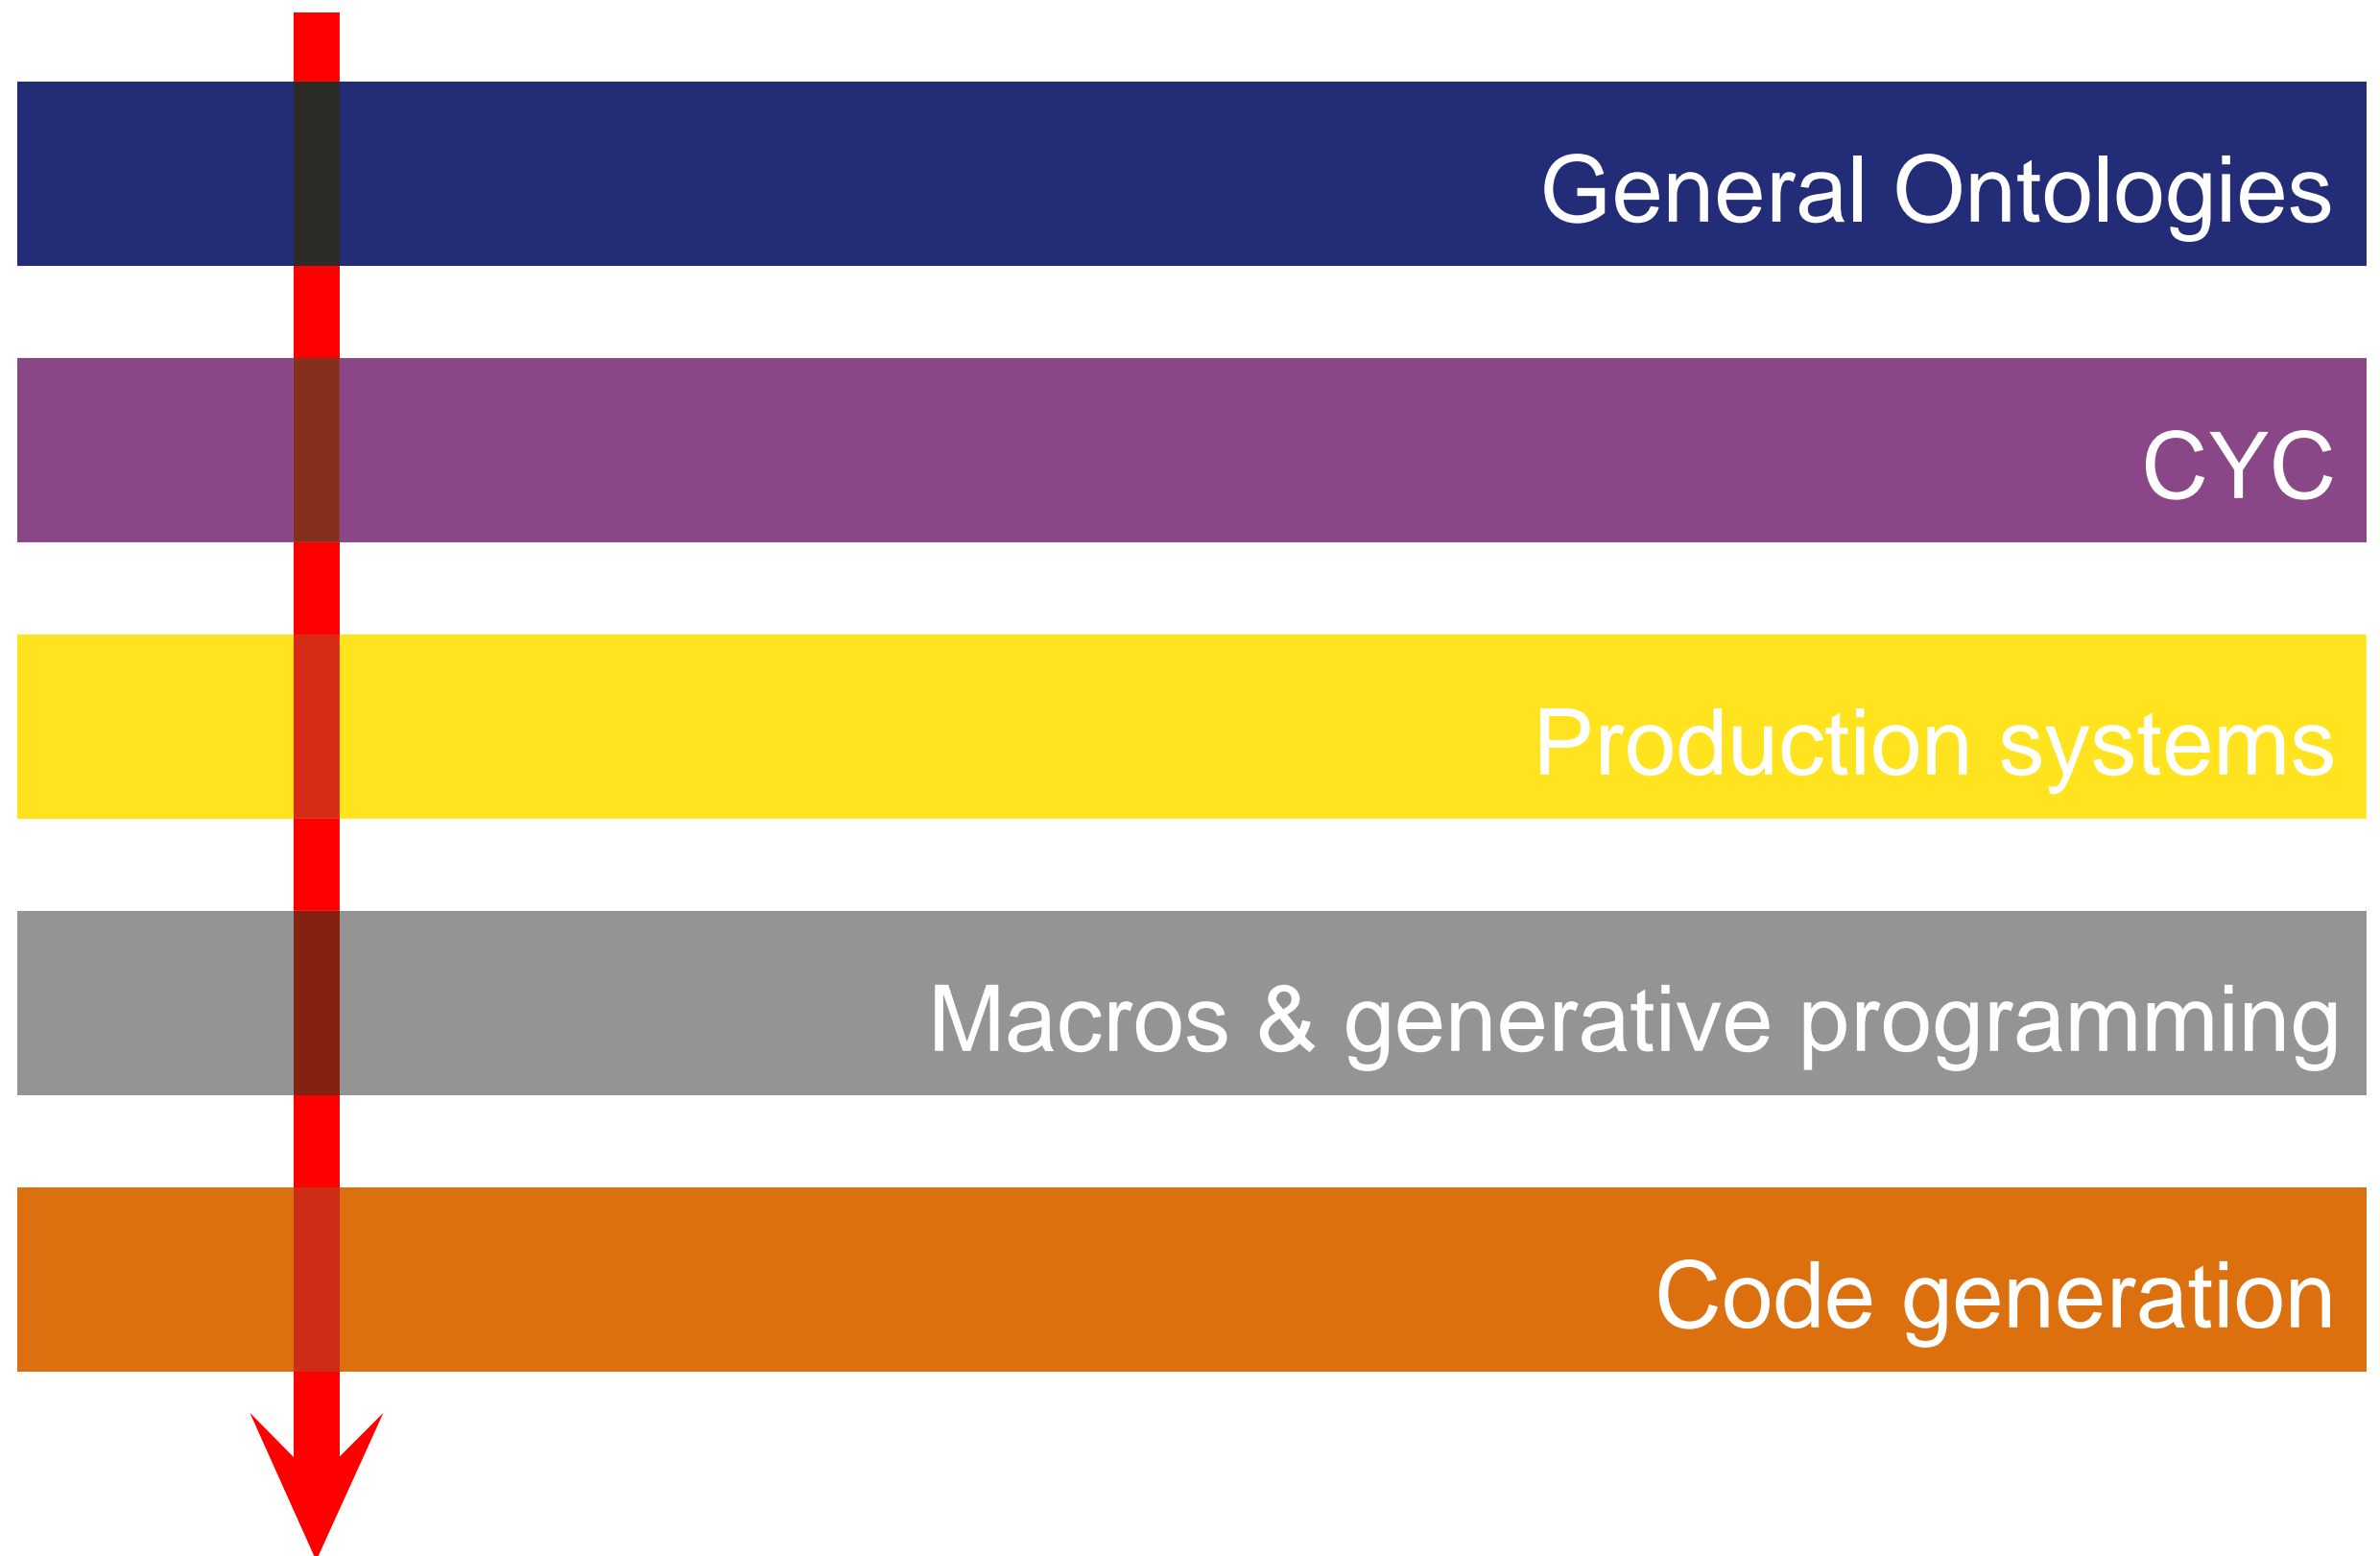 General Ontologies
CYC
Production systems
Macros & generative programming
Code generation